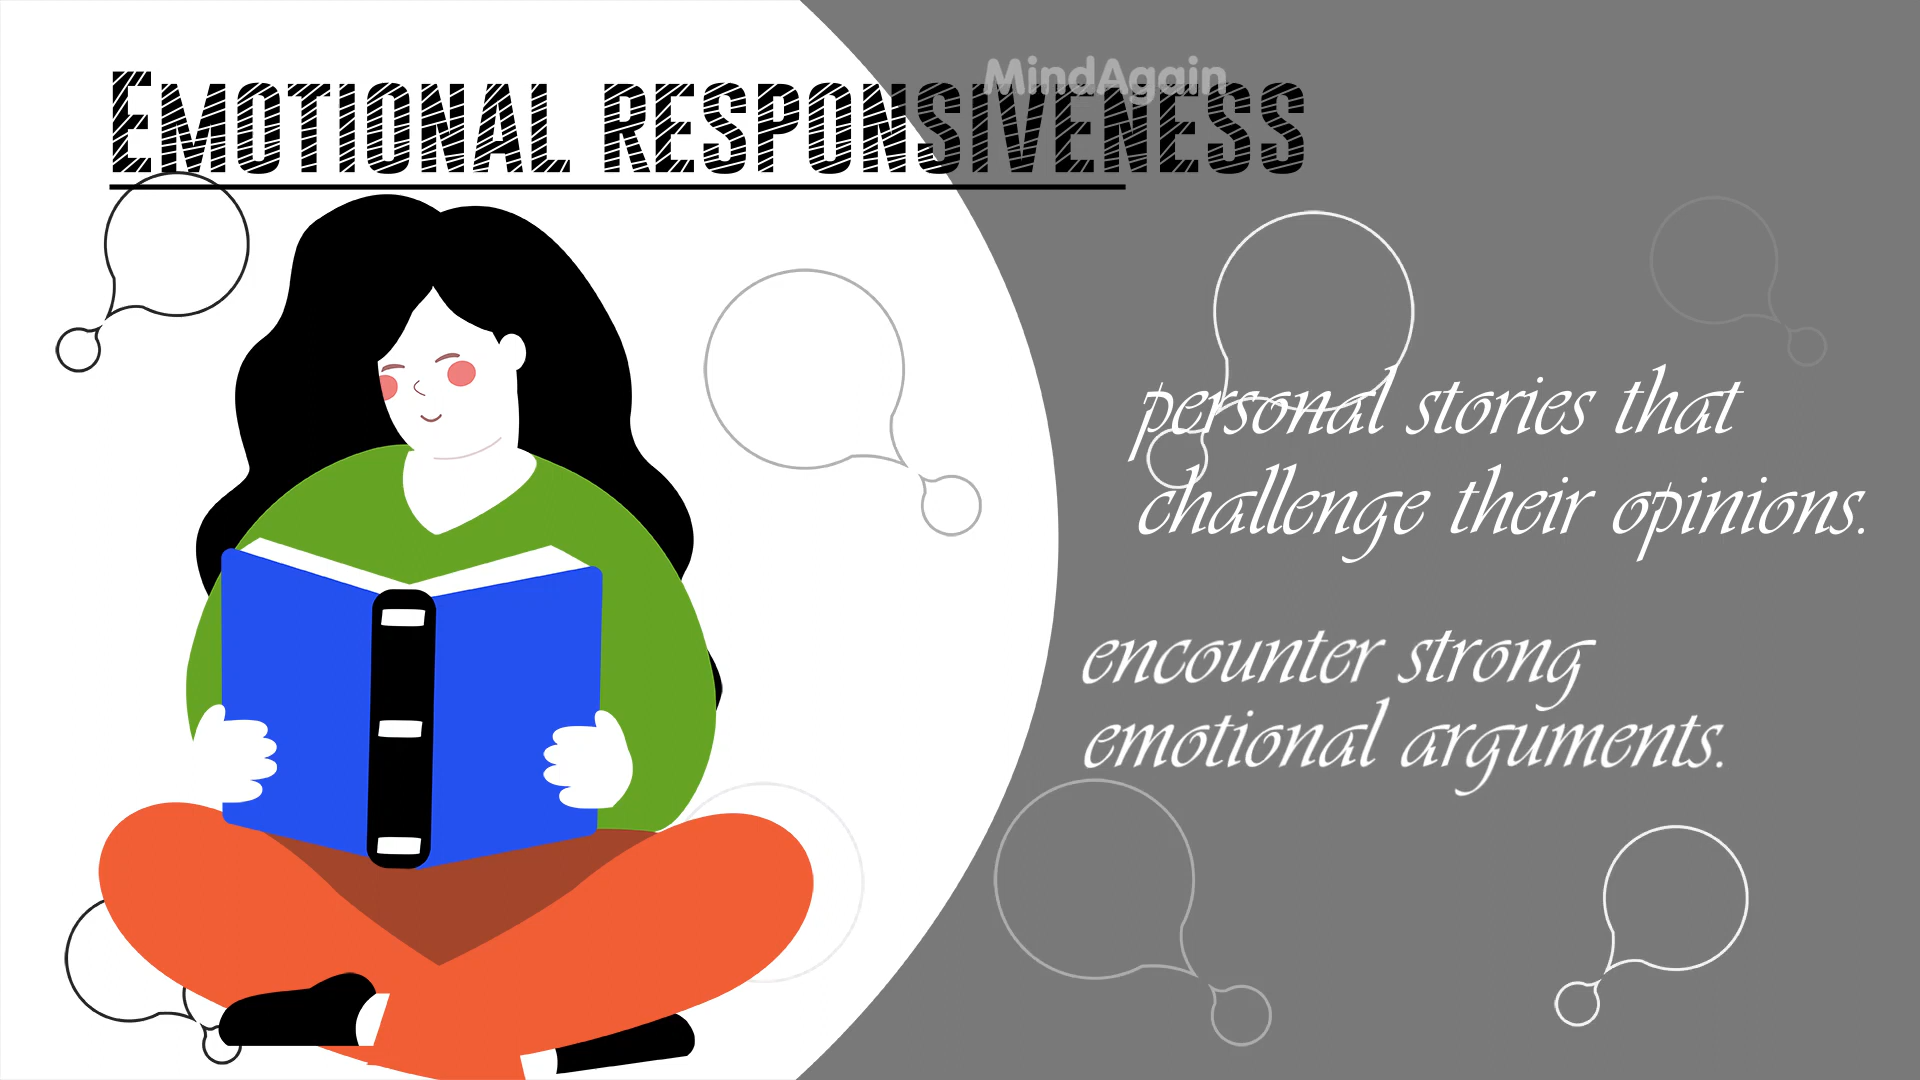 MindAgain
Emotional responsiveness
personal stories that
challenge their opinions.
encounter strong
emotional arguments.